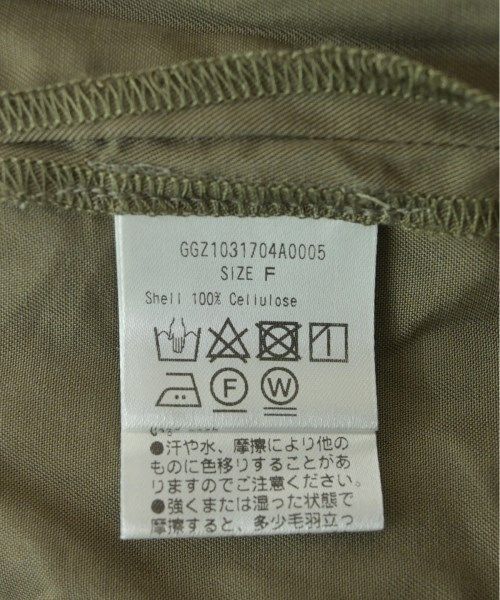 GGZ1031704A0005
SIZE F
Shell 100% Cellulose
F W
●汗や水、摩擦により他の
ものに色移りすることがあ
りますのでご注意ください。
●強くまたは湿った状態で
摩擦すると、多少毛羽立つ